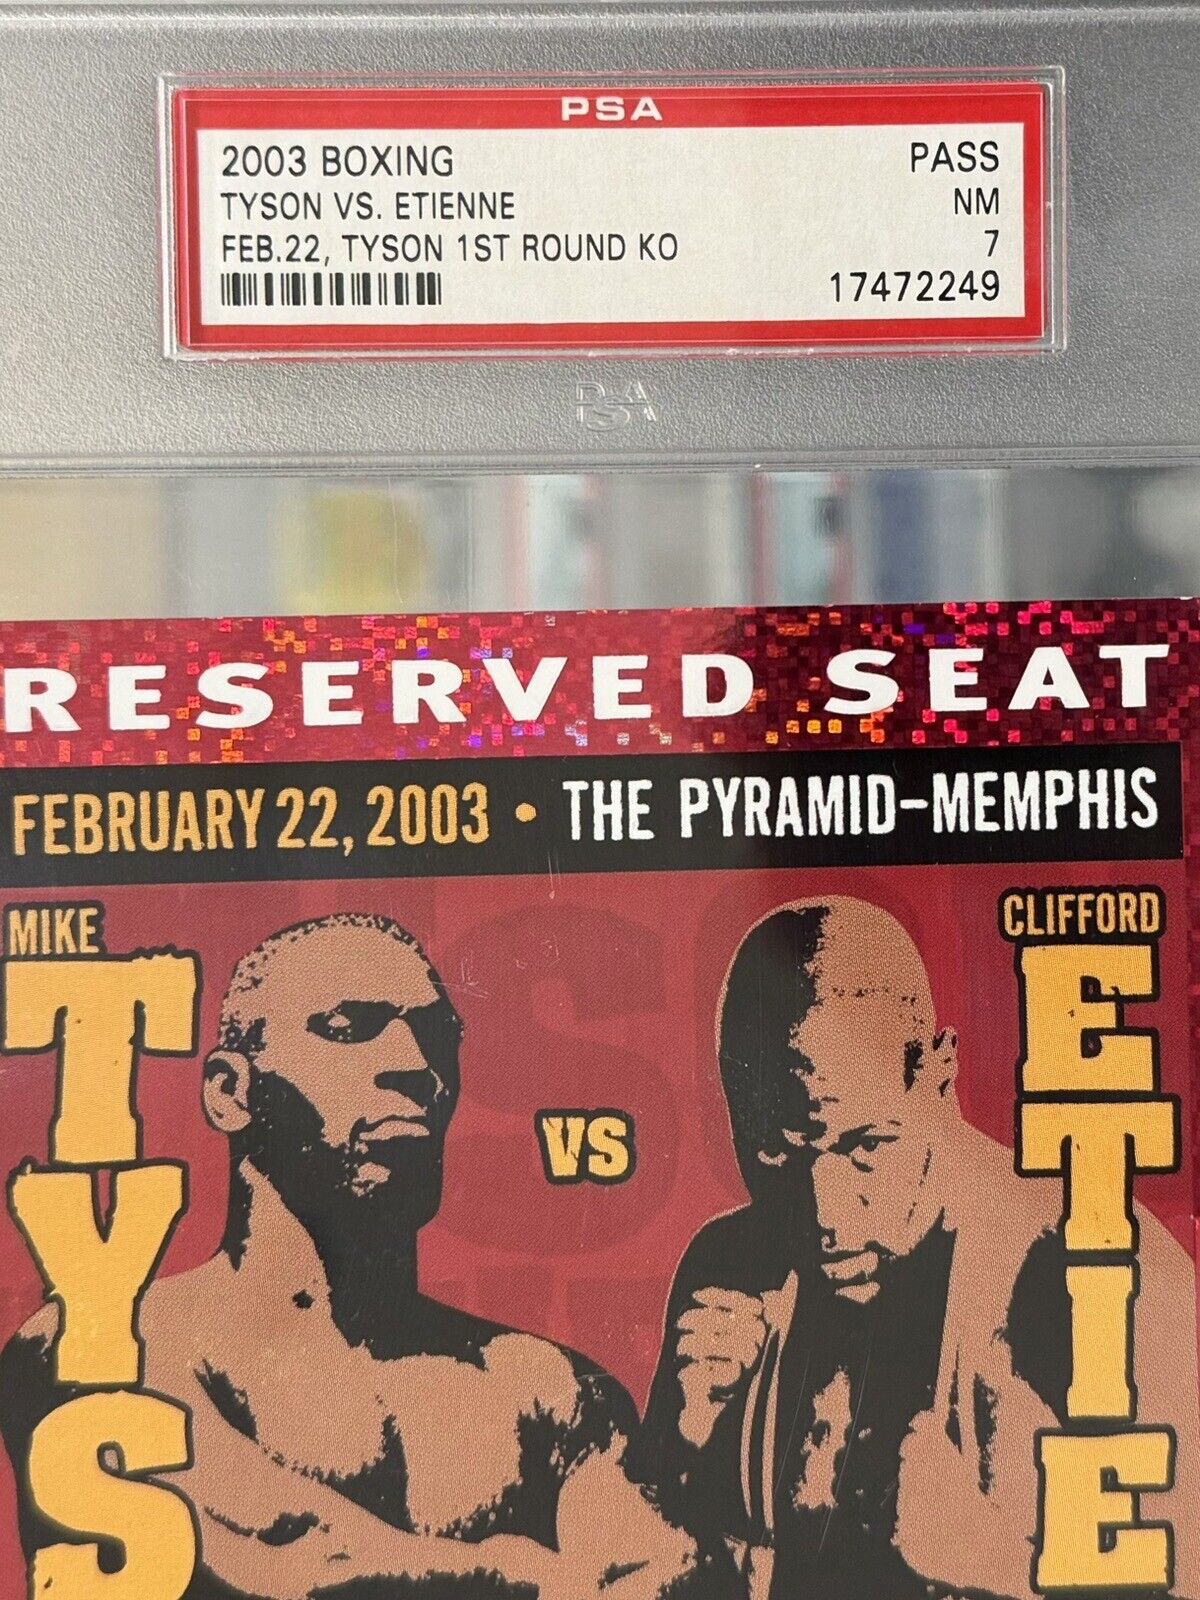 PSA
2003 BOXING PASS
TYSON VS. ETIENNE NM
FEB.22, TYSON 1ST ROUND KO 7
17472249
PSA
RESERVED SEAT
FEBRUARY 22, 2003 • THE PYRAMID-MEMPHIS
MIKE
TYS
VS
CLIFFORD
ETIE